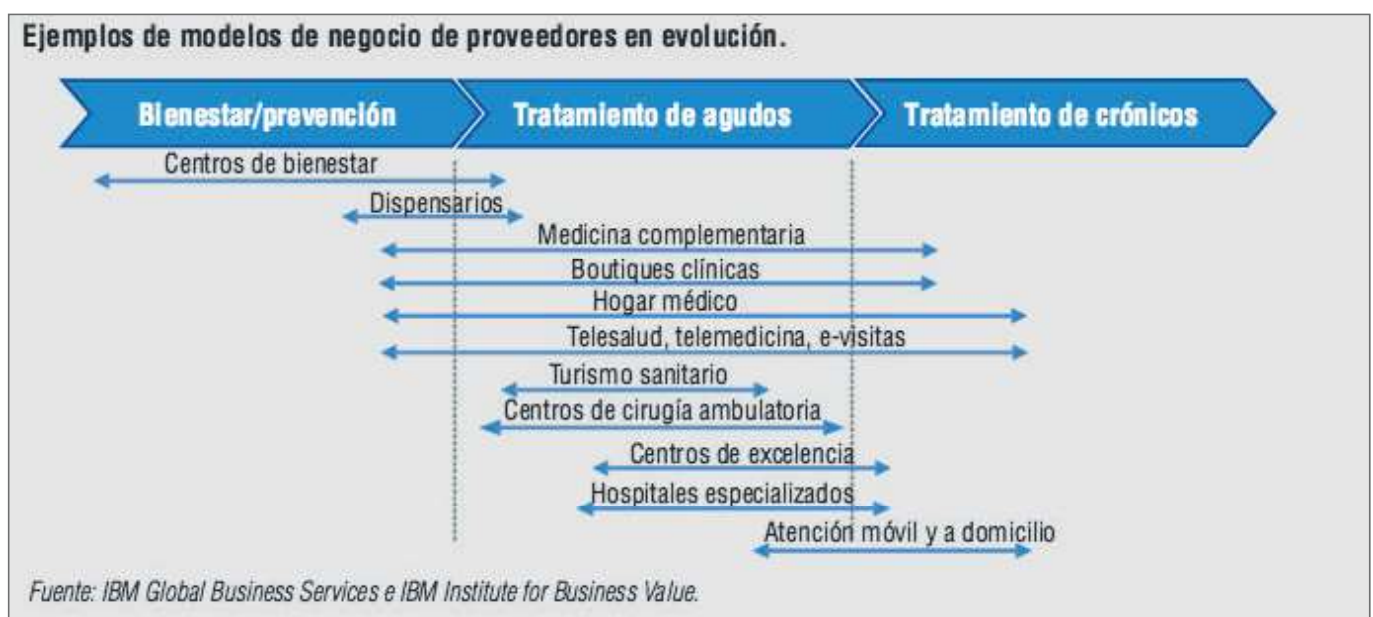 Ejemplos de modelos de negocio de proveedores en evolución.
Bienestar/prevención
Tratamiento de agudos
Tratamiento de crónicos
Centros de bienestar
Dispensarios
Medicina complementaria
Boutiques clínicas
Hogar médico
Telesalud, telemedicina, e-visitas
Turismo sanitario
Centros de cirugía ambulatoria
Centros de excelencia
Hospitales especializados
Atención móvil y a domicilio
Fuente: IBM Global Business Services e IBM Institute for Business Value.